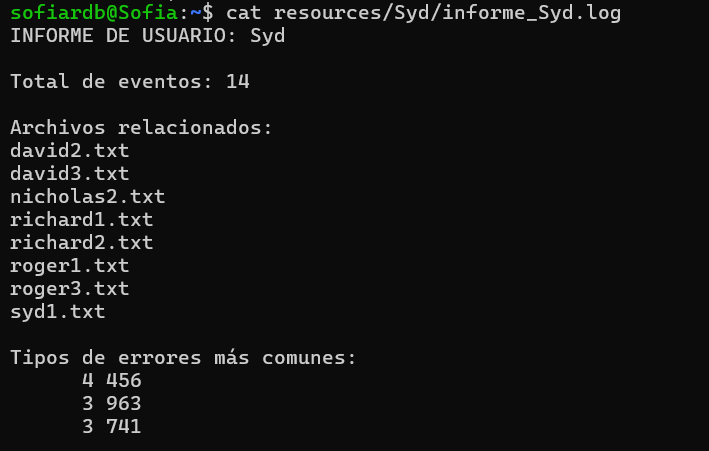 sofiardb@Sofia:~$ cat resources/Syd/informe_Syd.log
INFORME DE USUARIO: Syd
Total de eventos: 14
Archivos relacionados:
david2.txt
david3.txt
nicholas2.txt
richard1.txt
richard2.txt
roger1.txt
roger3.txt
syd1.txt
Tipos de errores más comunes:
4 456
3 963
3 741